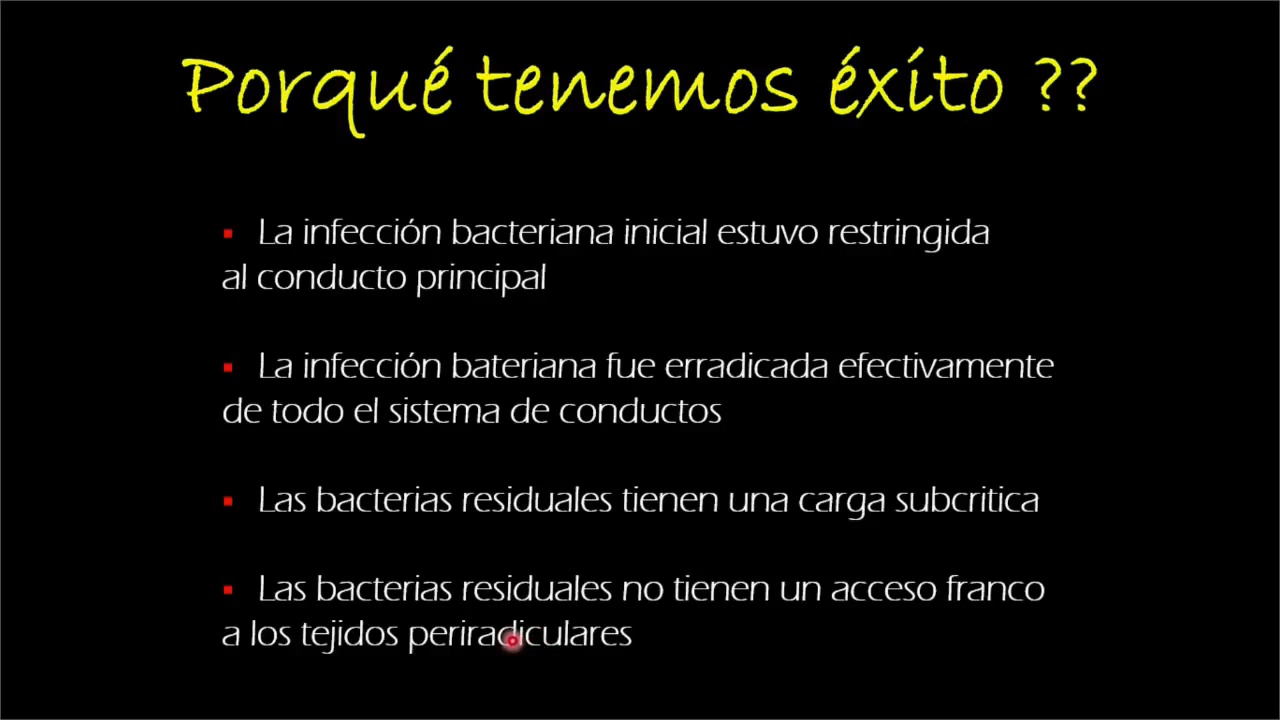 Porqué tenemos éxito ??
▪ La infección bacteriana inicial estuvo restringida
al conducto principal
▪ La infección bateriana fue erradicada efectivamente
de todo el sistema de conductos
▪ Las bacterias residuales tienen una carga subcritica
▪ Las bacterias residuales no tienen un acceso franco
a los tejidos periradiculares